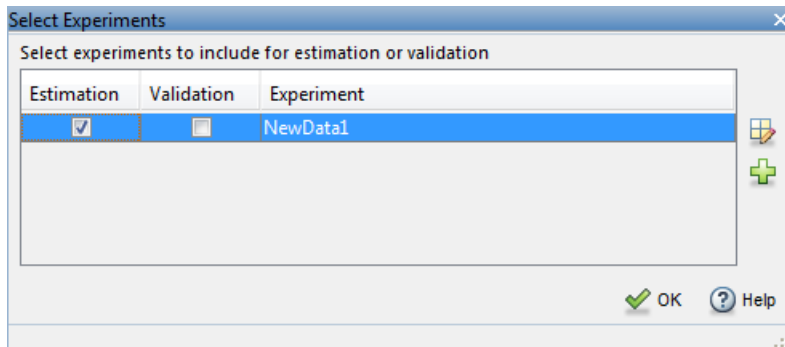 Select Experiments
Select experiments to include for estimation or validation
Estimation Validation Experiment
NewData1
OK Help